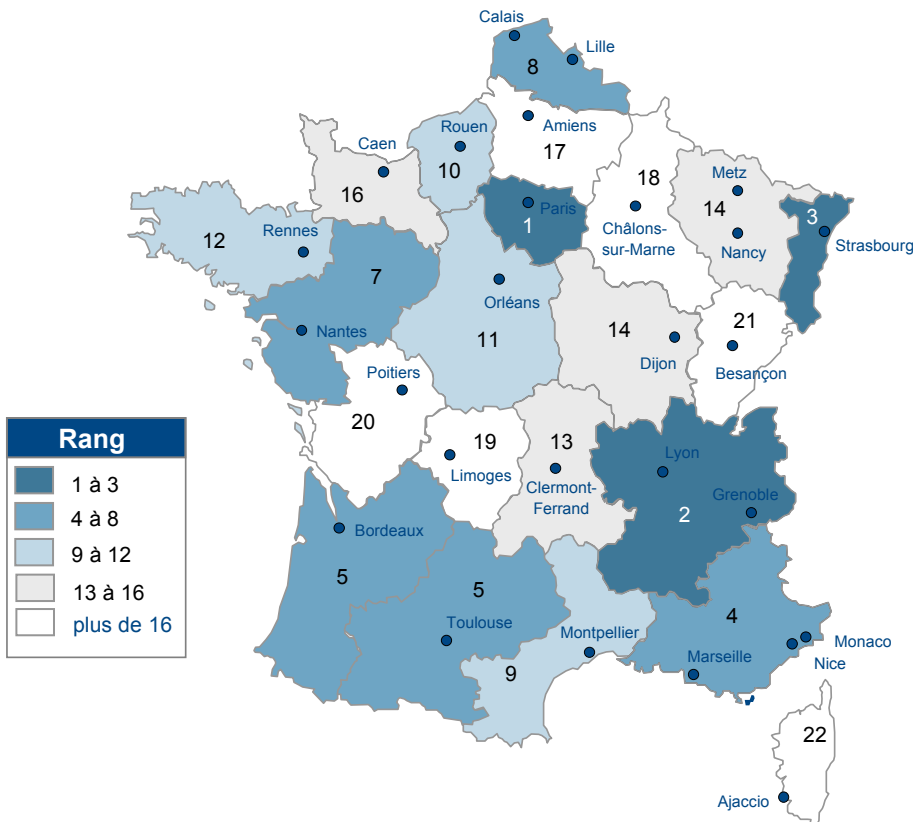 Calais
Lille
8
Amiens
17
Rouen
10
Caen
16
18
Châlons-
sur-Marne
Metz
14
Nancy
3
Strasbourg
Paris
1
12
Rennes
7
Nantes
Orléans
11
14
Dijon
21
Besançon
Poitiers
20
19
Limoges
13
Clermont-
Ferrand
Lyon
Grenoble
2
Rang
1 à 3
4 à 8
9 à 12
13 à 16
plus de 16
Bordeaux
5
5
Toulouse
Montpellier
9
4
Marseille
Monaco
Nice
22
Ajaccio